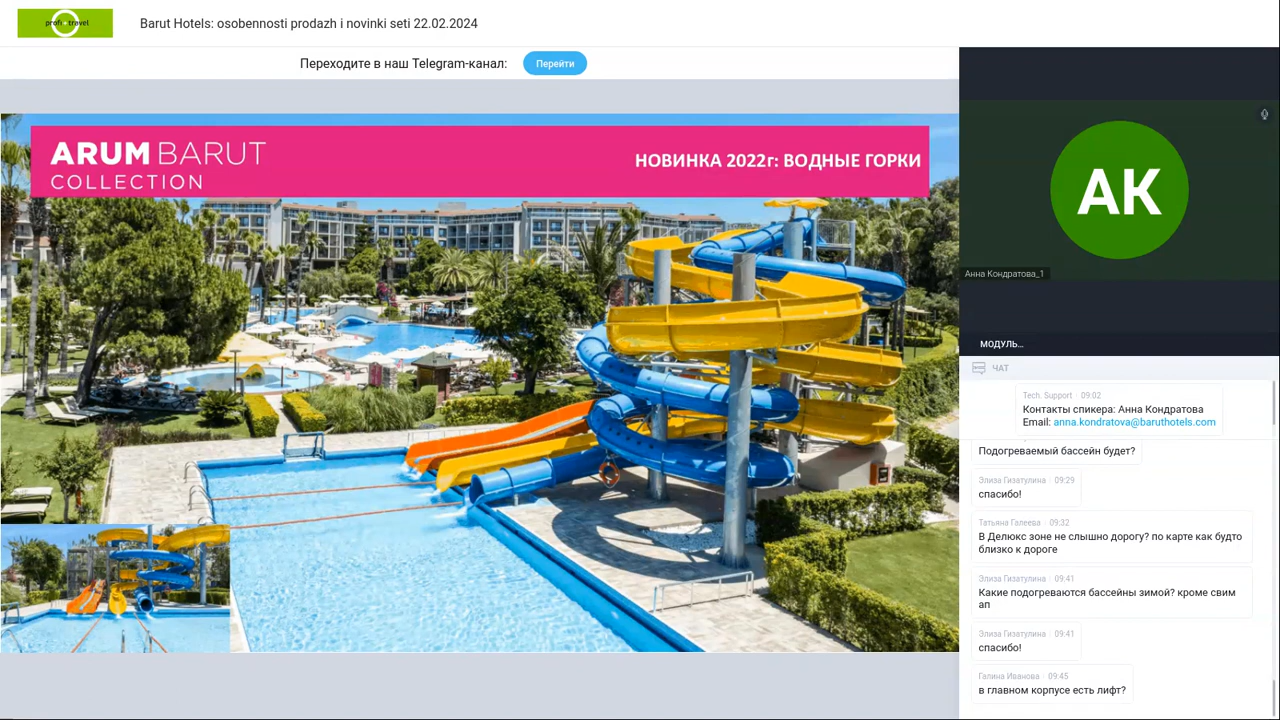 profi travel
Barut Hotels: osobennosti prodazh i novinki seti 22.02.2024
Переходите в наш Telegram-канал:
Перейти
ARUM BARUT
COLLECTION
НОВИНКА 2022г: ВОДНЫЕ ГОРКИ
АК
Анна Кондратова_1
МОДУЛЬ...
ЧАТ
Tech. Support 09:02
Контакты спикера: Анна Кондратова
Email: anna.kondratova@baruthotels.com
Подогреваемый бассейн будет?
Элиза Гизатулина 09:29
спасибо!
Татьяна Галеева 09:32
В Делюкс зоне не слышно дорогу? по карте как будто
близко к дороге
Элиза Гизатулина 09:41
Какие подогреваются бассейны зимой? кроме свим
ап
Элиза Гизатулина 09:41
спасибо!
Галина Иванова 09:45
в главном корпусе есть лифт?